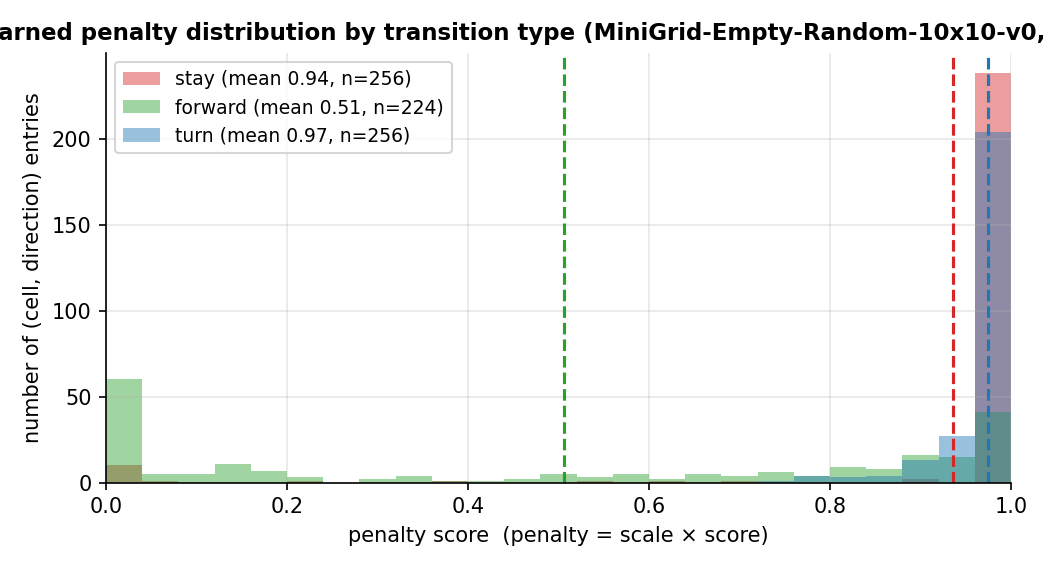 arned penalty distribution by transition type (MiniGrid-Empty-Random-10x10-v0,
stay (mean 0.94, n=256)
forward (mean 0.51, n=224)
turn (mean 0.97, n=256)
number of (cell, direction) entries
200
150
100
50
0
0.0 0.2 0.4 0.6 0.8 1.0
penalty score (penalty = scale × score)